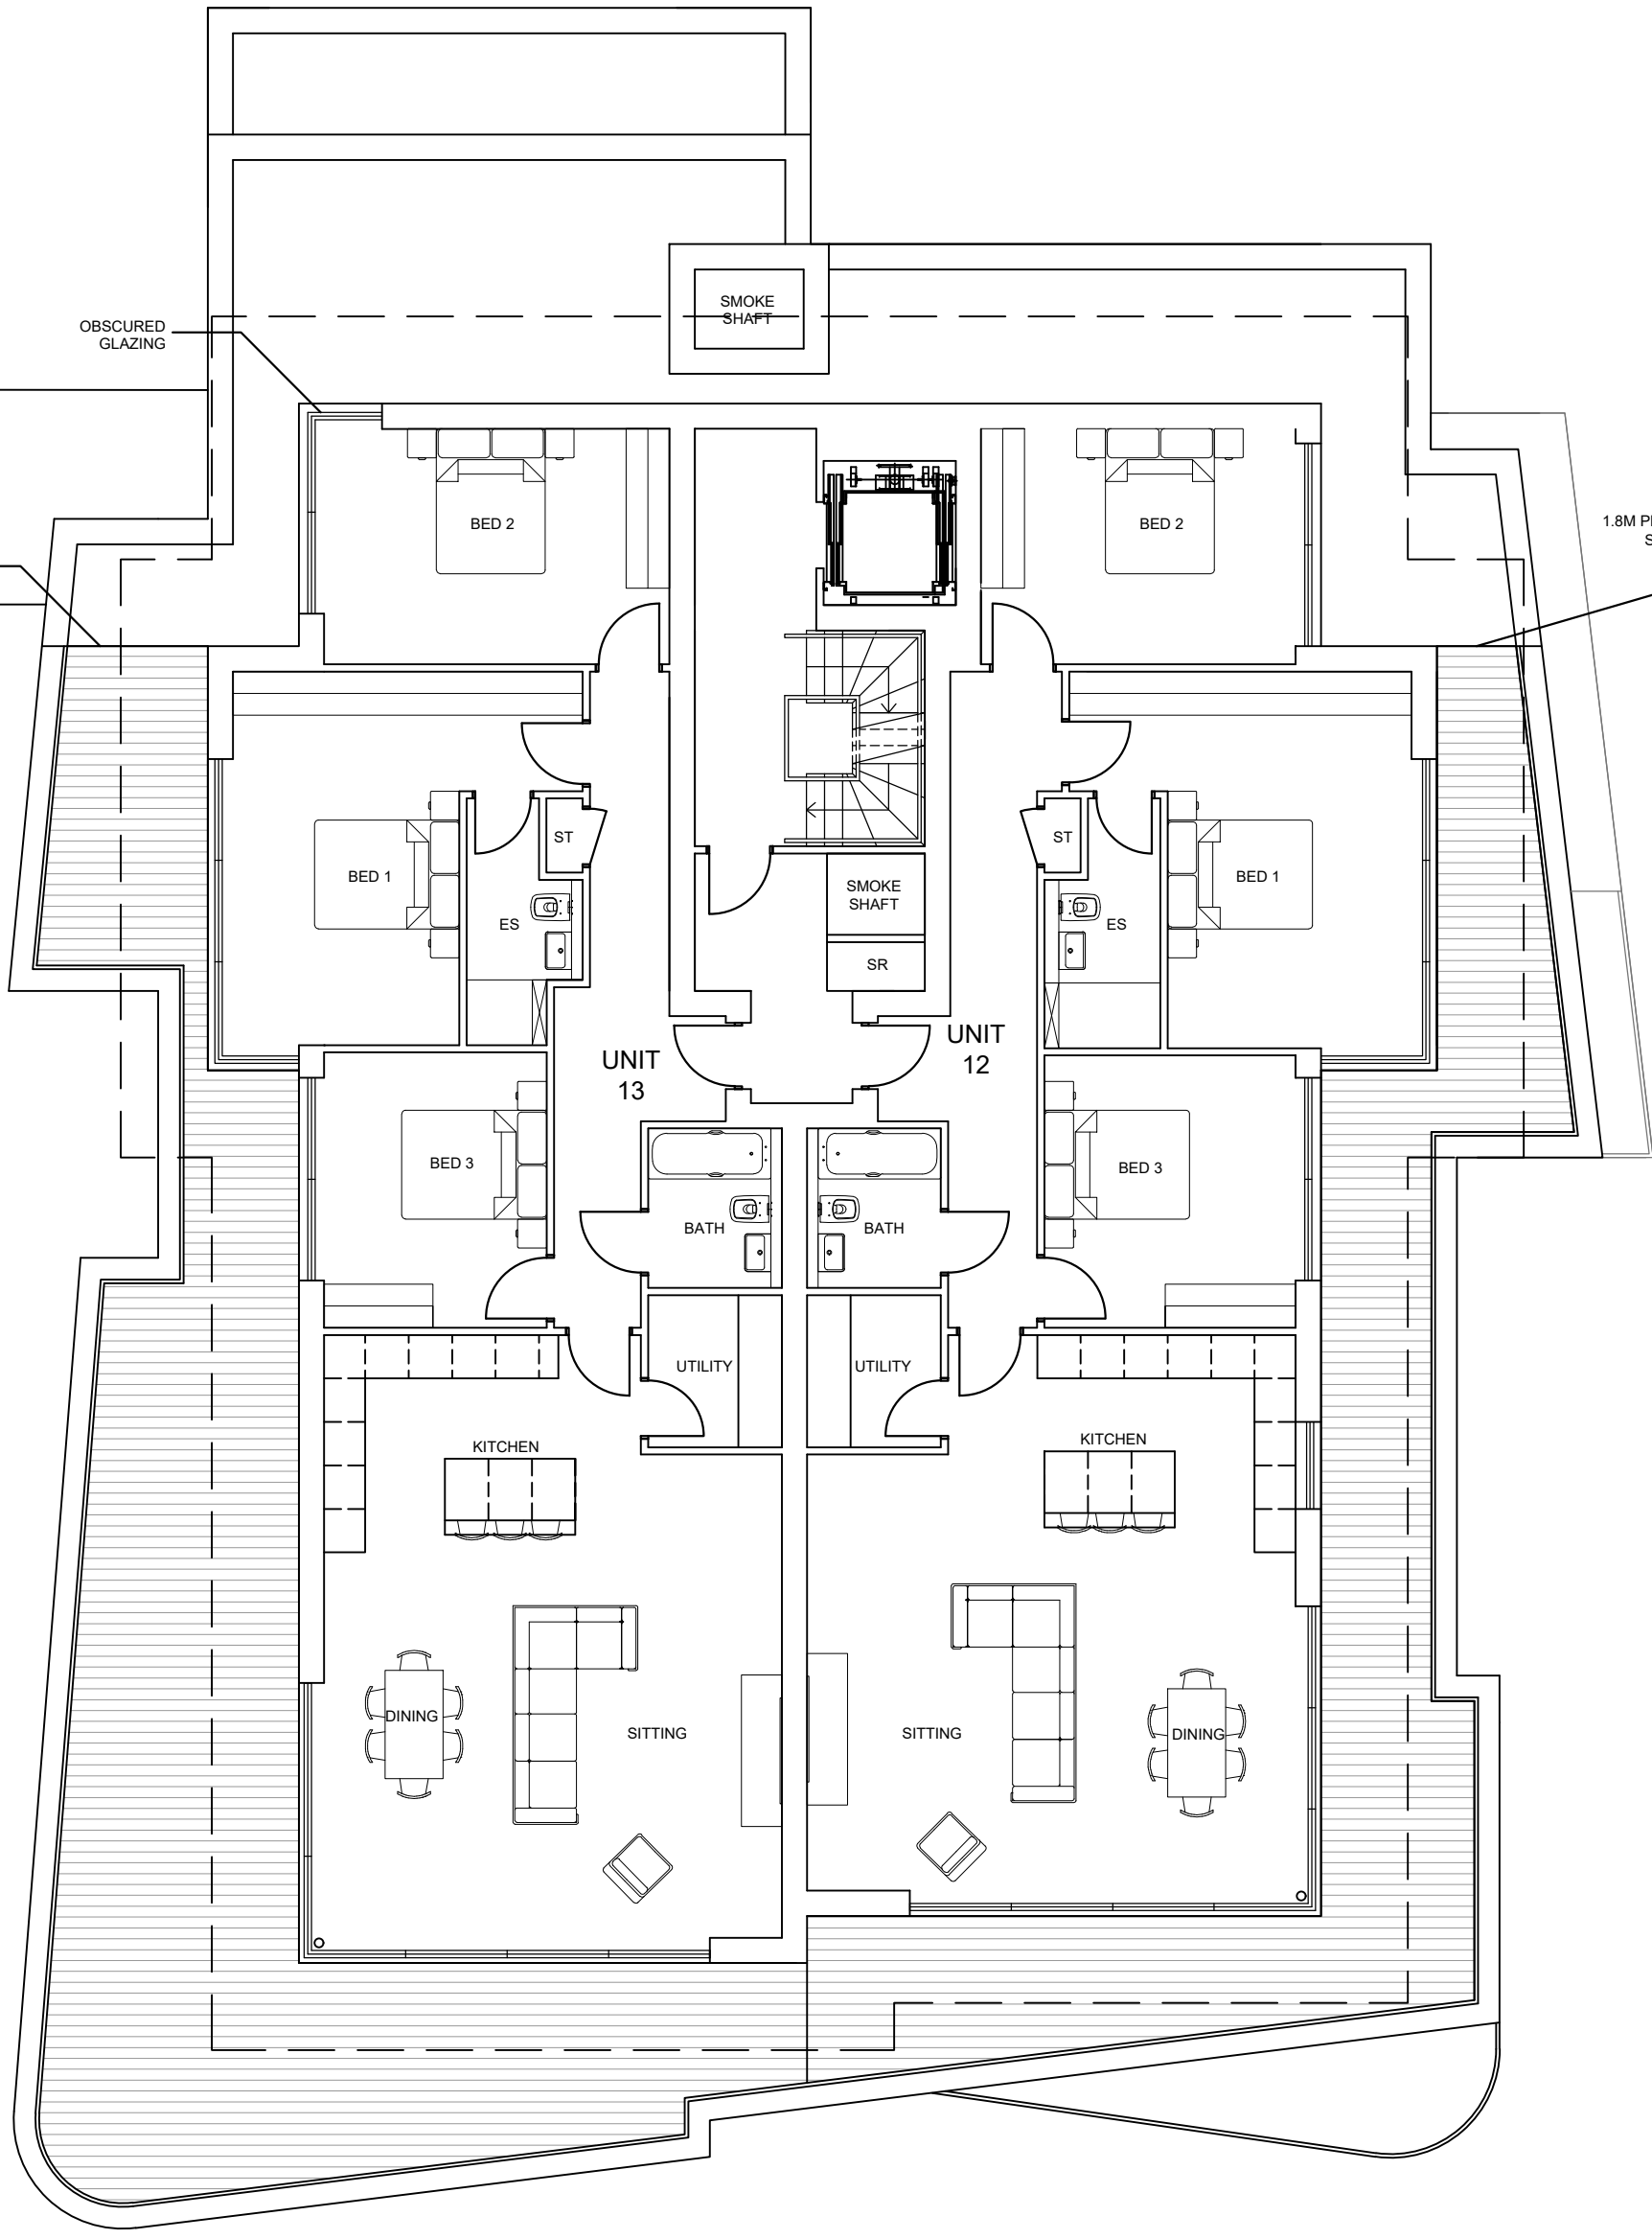 SMOKE
SHAFT
OBSCURED
GLAZING
BED 2
BED 2
1.8M
ST
ST
BED 1
BED 1
SMOKE
SHAFT
ES
ES
SR
UNIT
12
UNIT
13
BED 3
BED 3
BATH
BATH
UTILITY
UTILITY
KITCHEN
KITCHEN
DINING
SITTING
SITTING
DINING